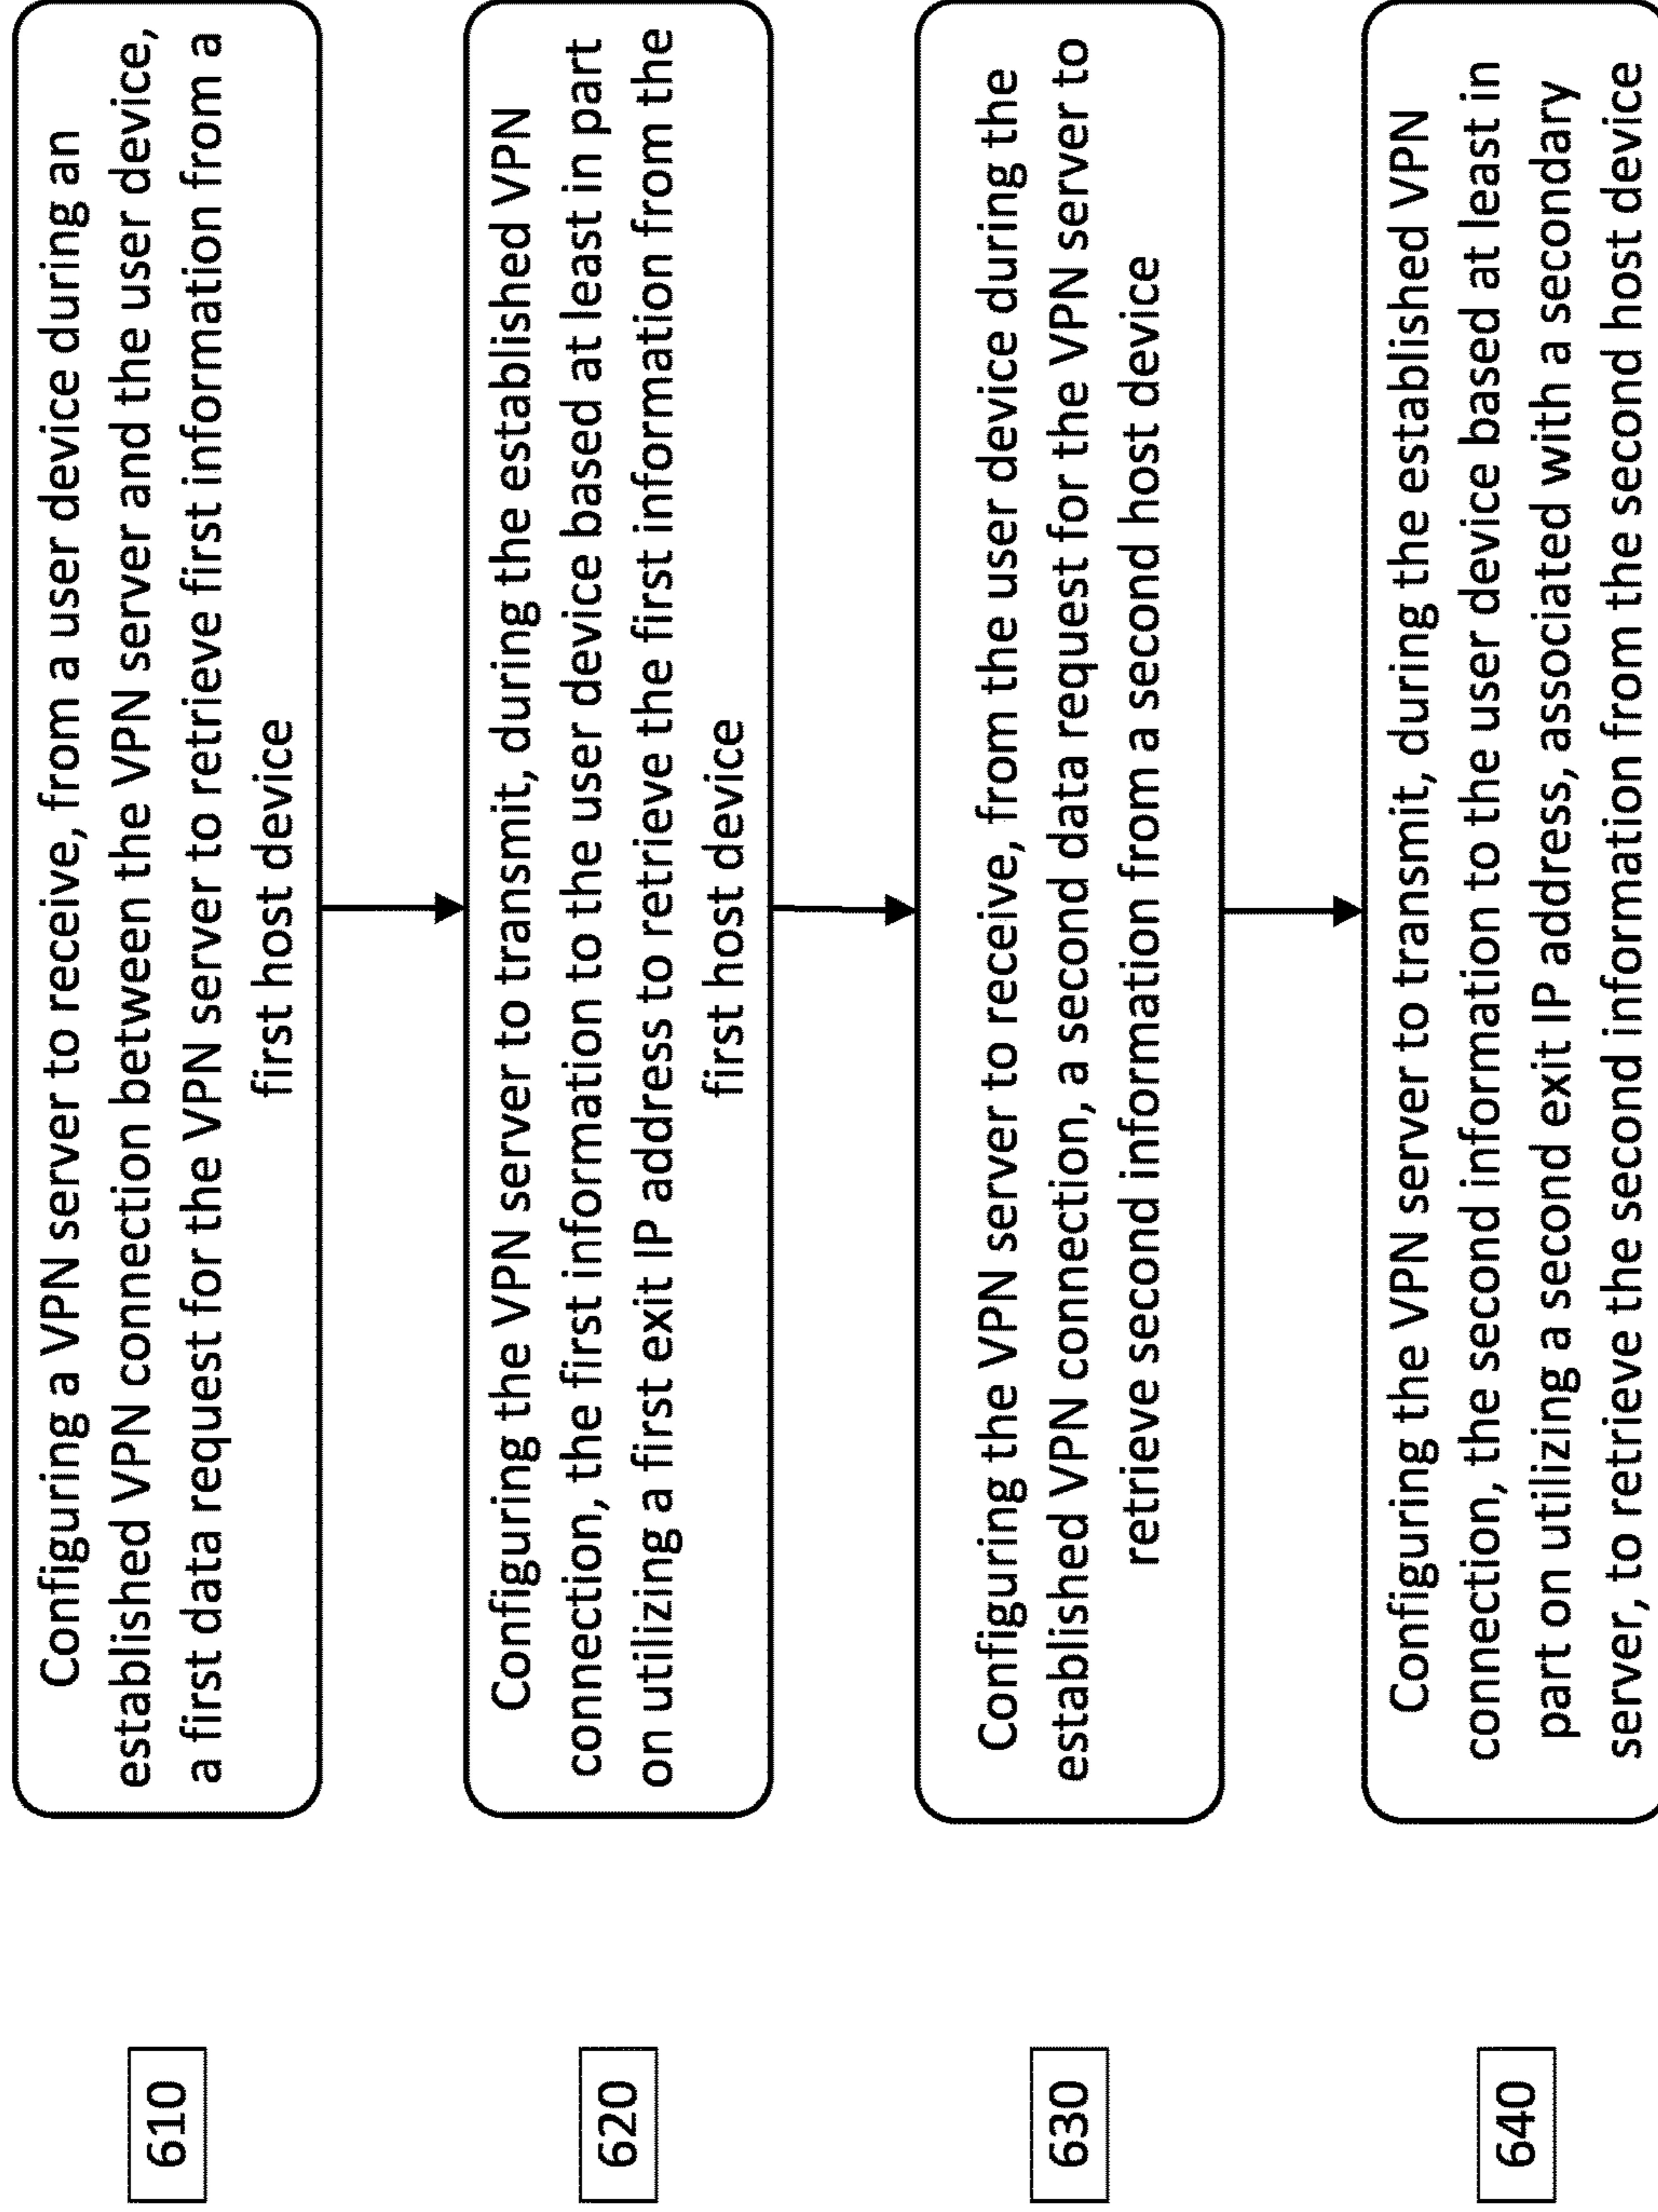 610
Configuring a VPN server to receive, from a user device during an
established VPN connection between the VPN server and the user device,
a first data request for the VPN server to retrieve first information from a
first host device
620
Configuring the VPN server to transmit, during the established VPN
connection, the first information to the user device based at least in part
on utilizing a first exit IP address to retrieve the first information from the
first host device
630
Configuring the VPN server to receive, from the user device during the
established VPN connection, a second data request for the VPN server to
retrieve second information from a second host device
640
Configuring the VPN server to transmit, during the established VPN
connection, the second information to the user device based at least in
part on utilizing a second exit IP address, associated with a secondary
server, to retrieve the second information from the second host device